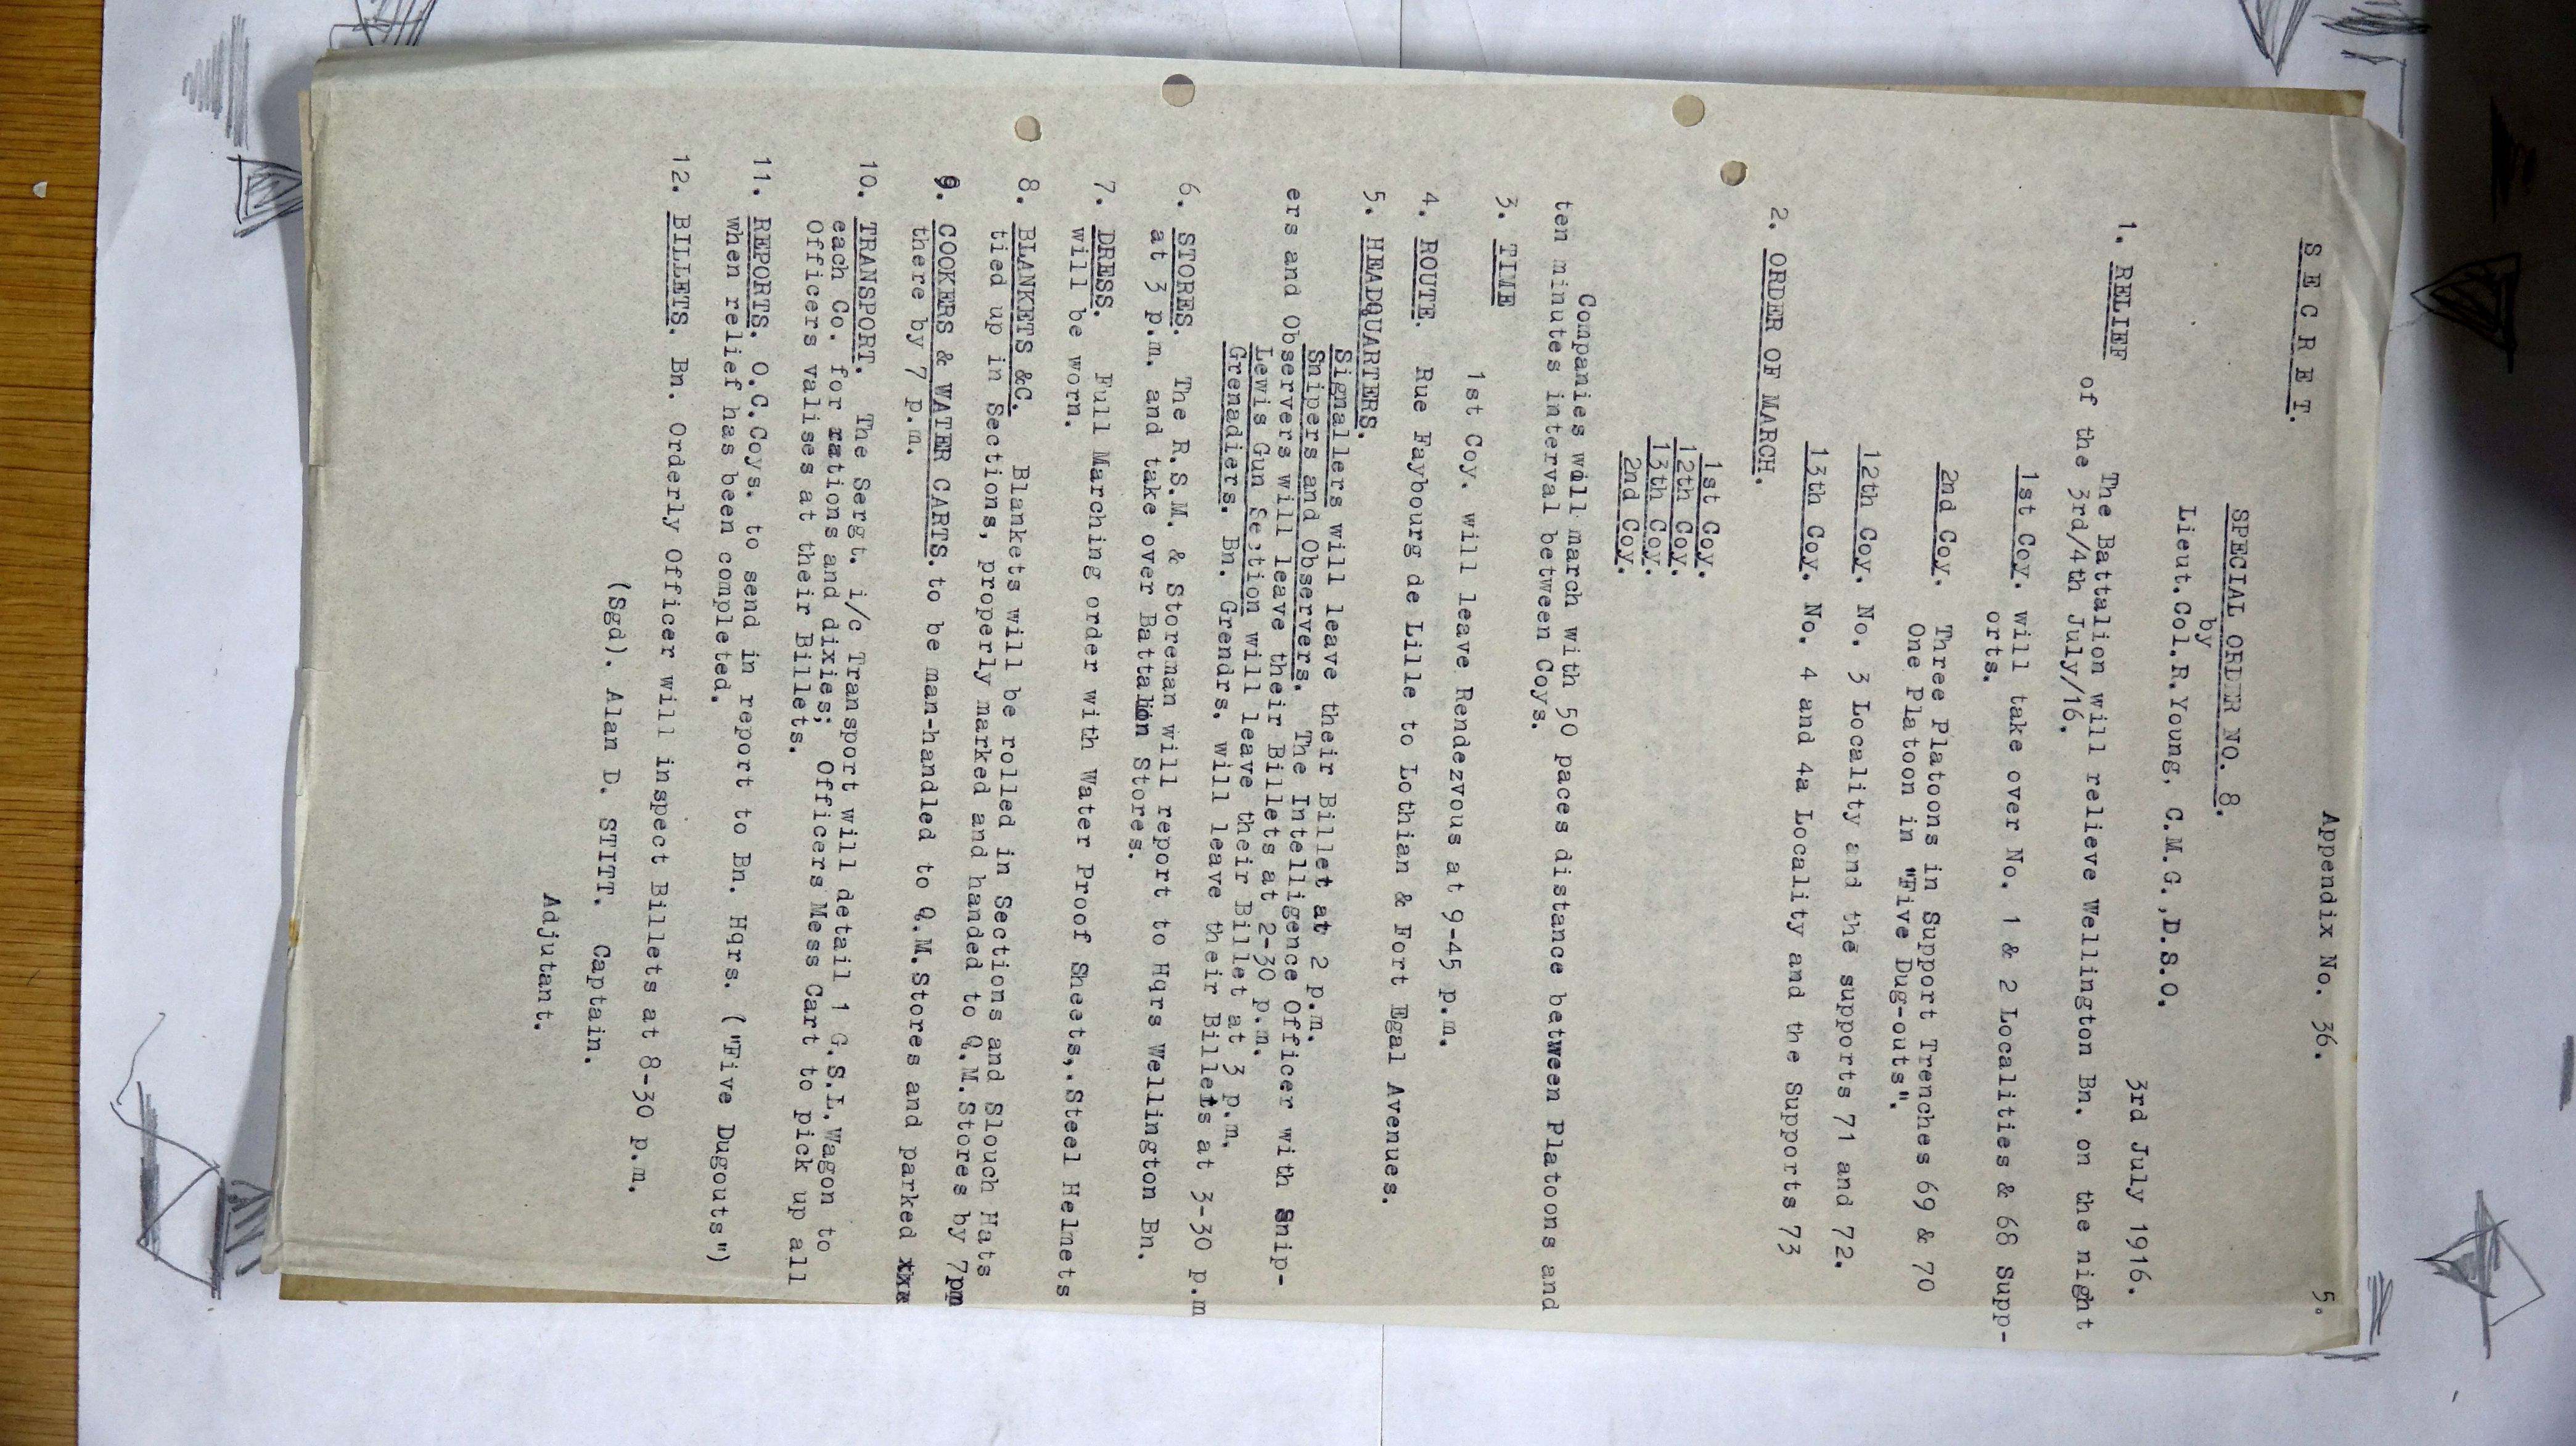 Appendix No. 36.
5.
S E C R E T.
SPECIAL ORDER NO. 8.
by
Lieut.Col.R.Young, C.M.G.,D.S.O.
3rd July 1916.
1. RELIEF
The Battalion will relieve Wellington Bn. on the night
of the 3rd/4th July/16.
1st Coy. will take over No. 1 & 2 Localities & 68 Supp-
orts.
2nd Coy. Three Platoons in Support Trenches 69 & 70
One Platoon in "Five Dug-outs".
12th Coy. No. 3 Locality and the supports 71 and 72.
13th Coy. No. 4 and 4a Locality and the Supports 73
2. ORDER OF MARCH.
1st Coy.
12th Coy.
13th Coy.
2nd Coy.
Companies will march with 50 paces distance between Platoons and
ten minutes interval between Coys.
3. TIME
1st Coy. will leave Rendezvous at 9-45 p.m.
4. ROUTE. Rue Faybourg de Lille to Lothian & Fort Egal Avenues.
5. HEADQUARTERS.
Signallers will leave their Billet at 2 p.m.
Snipers and Observers. The Intelligence Officer with Snip-
ers and Observers will leave their Billets at 2-30 p.m.
Lewis Gun Section will leave their Billet at 3 p.m.
Grenadiers. Bn. Grendrs. will leave their Billets at 3-30 p.m
6. STORES. The R.S.M. & Storeman will report to Hqrs Wellington Bn.
at 3 p.m. and take over Battalion Stores.
7. DRESS. Full Marching order with Water Proof Sheets,.Steel Helmets
will be worn.
8. BLANKETS &C. Blankets will be rolled in Sections and Slouch Hats
tied up in Sections, properly marked and handed to Q.M.Stores by 7pm
9. COOKERS & WATER CARTS. to be man-handled to Q.M.Stores and parked xxx
there by 7 p.m.
10. TRANSPORT. The Sergt. i/c Transport will detail 1 G.S.L.Wagon to
each Co. for rations and dixies; Officers Mess Cart to pick up all
Officers valises at their Billets.
11. REPORTS. O.C.Coys. to send in report to Bn. Hqrs. ("Five Dugouts")
when relief has been completed.
12. BILLETS. Bn. Orderly Officer will inspect Billets at 8-30 p.m.
(Sgd). Alan D. STITT. Captain.
Adjutant.